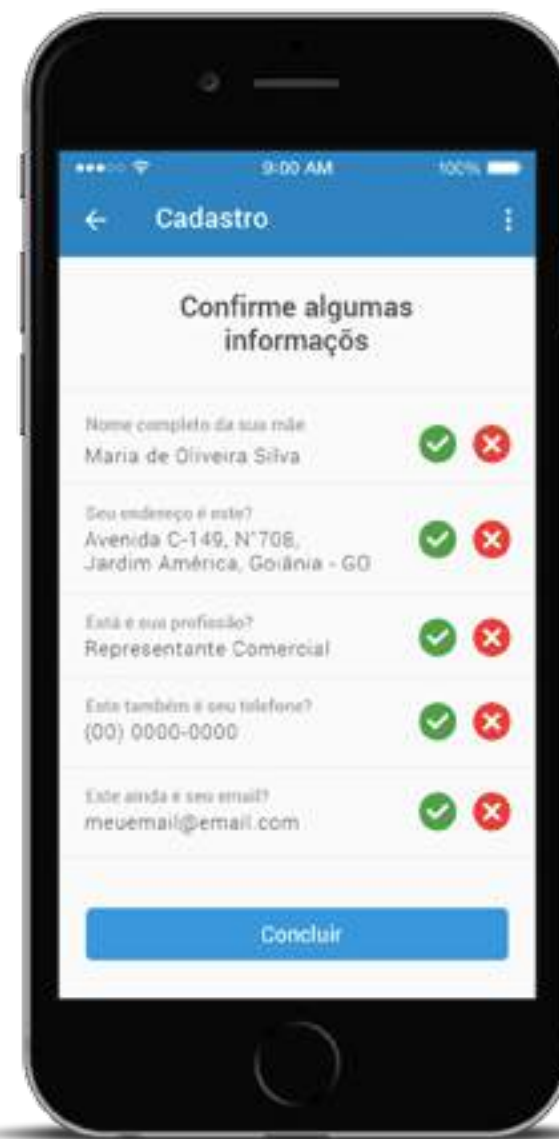 9:00 AM
100%
Cadastro
Confirme algumas
informaçõs
Nome completo da sua mãe
Maria de Oliveira Silva
Seu endereço é este?
Avenida C-149, N°708,
Jardim América, Goiânia - GO
Está é sua profissão?
Representante Comercial
Este também é seu telefone?
(00) 0000-0000
Este ainda é seu email?
meuemail@email.com
Concluir